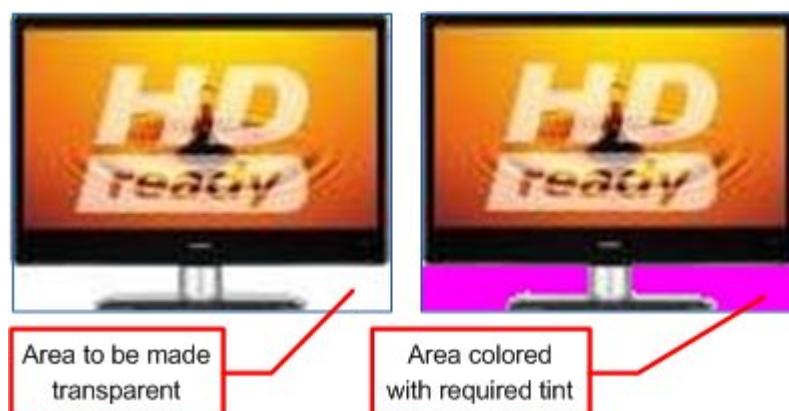 HD
ready
HD
ready
Area to be made
transparent
Area colored
with required tint